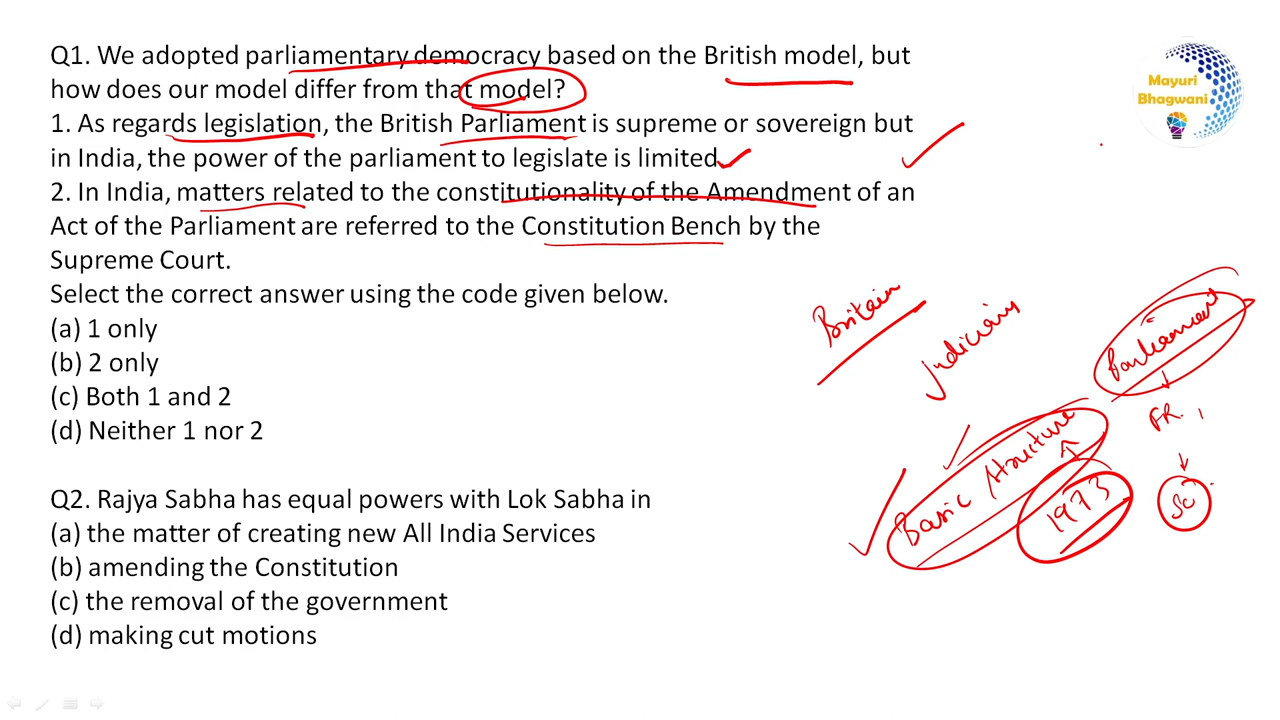 Q1. We adopted parliamentary democracy based on the British model, but
how does our model differ from that model?
1. As regards legislation, the British Parliament is supreme or sovereign but
in India, the power of the parliament to legislate is limited.
2. In India, matters related to the constitutionality of the Amendment of an
Act of the Parliament are referred to the Constitution Bench by the
Supreme Court.
Select the correct answer using the code given below.
(a) 1 only
(b) 2 only
(c) Both 1 and 2
(d) Neither 1 nor 2
Q2. Rajya Sabha has equal powers with Lok Sabha in
(a) the matter of creating new All India Services
(b) amending the Constitution
(c) the removal of the government
(d) making cut motions
Mayuri
Bhagwani
Britain
Judiciary
Parliament
FR
Basic Structure
1973
SC